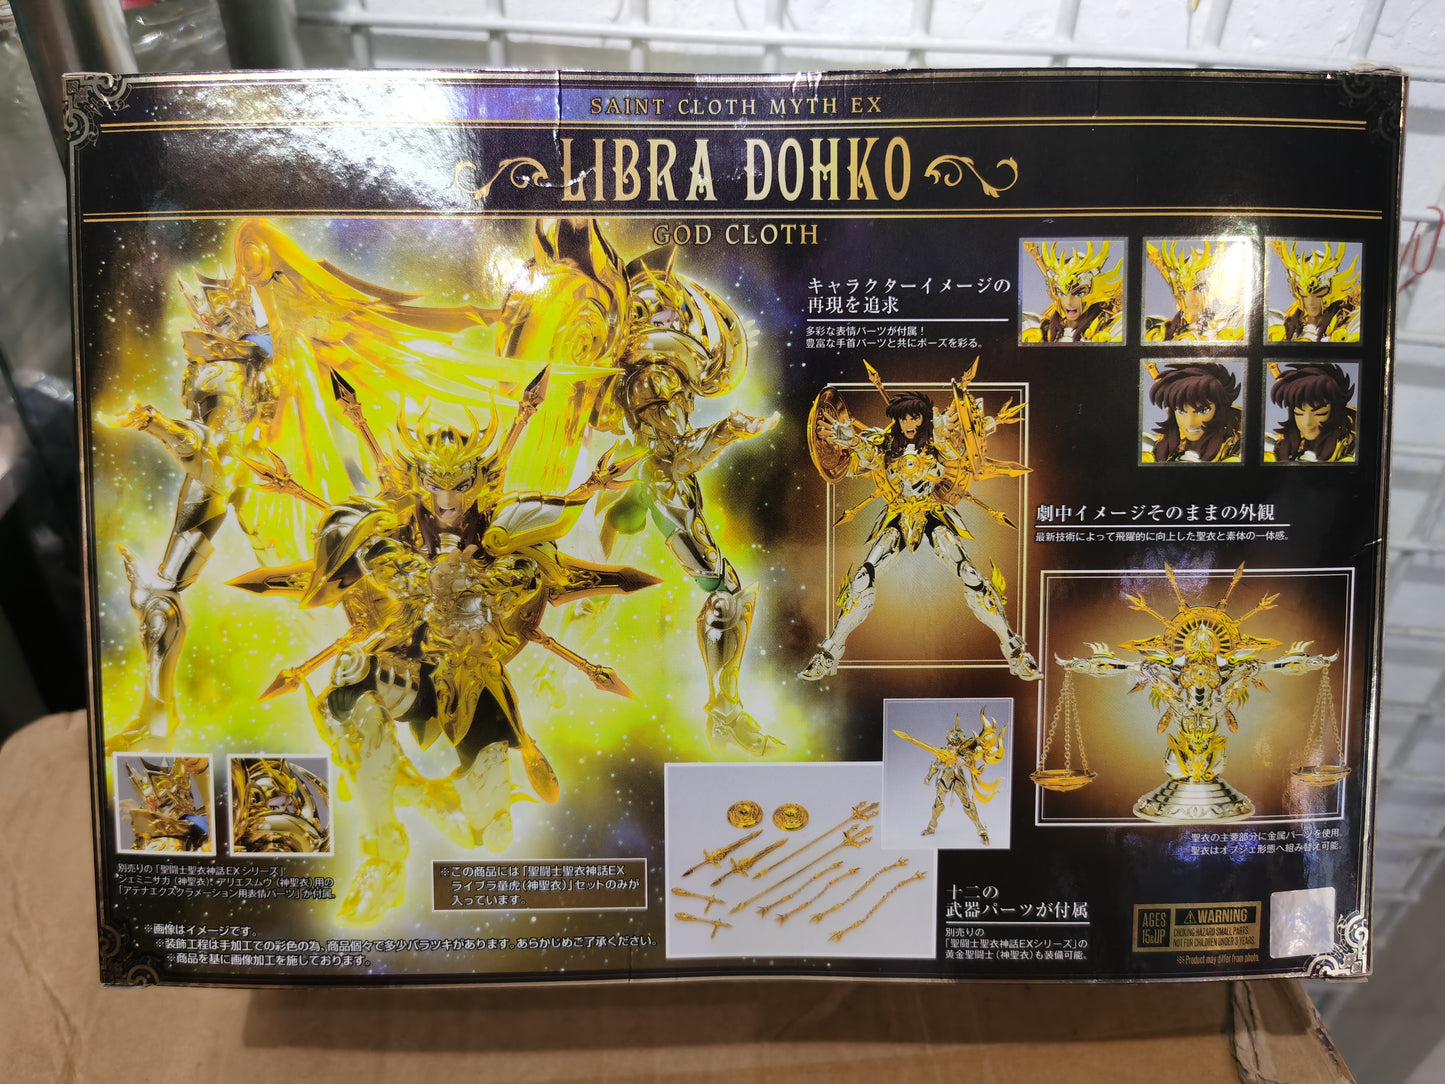 SAINT CLOTH MYTH EX
LIBRA DOHKO
GOD CLOTH
キャラクターイメージの
再現を追求
多彩な表情パーツが付属！
豊富な手首パーツと共にポーズを彩る。
劇中イメージそのままの外観
最新技術によって飛躍的に向上した聖衣と素体の一体感。
聖衣の主要部分に金属パーツを使用。
聖衣はオブジェ形態へ組み替え可能。
十二の
武器パーツが付属
別売りの
「聖闘士聖衣神話EXシリーズ」の
黄金聖闘士（神聖衣）も装備可能。
別売りの「聖闘士聖衣神話EXシリーズ」
ジェミニサガ（神聖衣）、アリエスムウ（神聖衣）用の
「アテナエクスクラメーション用表情パーツ」が付属。
※この商品には「聖闘士聖衣神話EX
ライブラ童虎（神聖衣）」セットのみが
入っています。
※画像はイメージです。
※装飾工程は手加工での彩色の為、商品個々で多少バラツキがあります。あらかじめご了承ください。
※商品を基に画像加工を施しております。
AGES
15&UP
WARNING
CHOKING HAZARD-SMALL PARTS.
NOT FOR CHILDREN UNDER 3 YEARS.
※ Product may differ from photo.